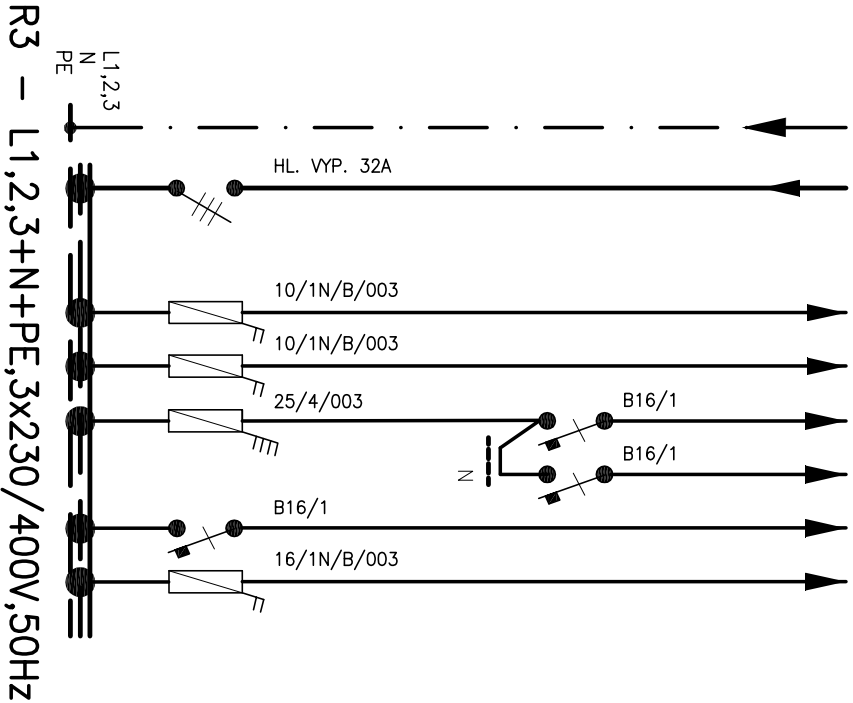 R3 - L1,2,3+N+PE,3x230/400V,50Hz
L1,2,3
N
PE
HL. VYP. 32A
10/1N/B/003
10/1N/B/003
25/4/003
B16/1
B16/1
N
B16/1
16/1N/B/003